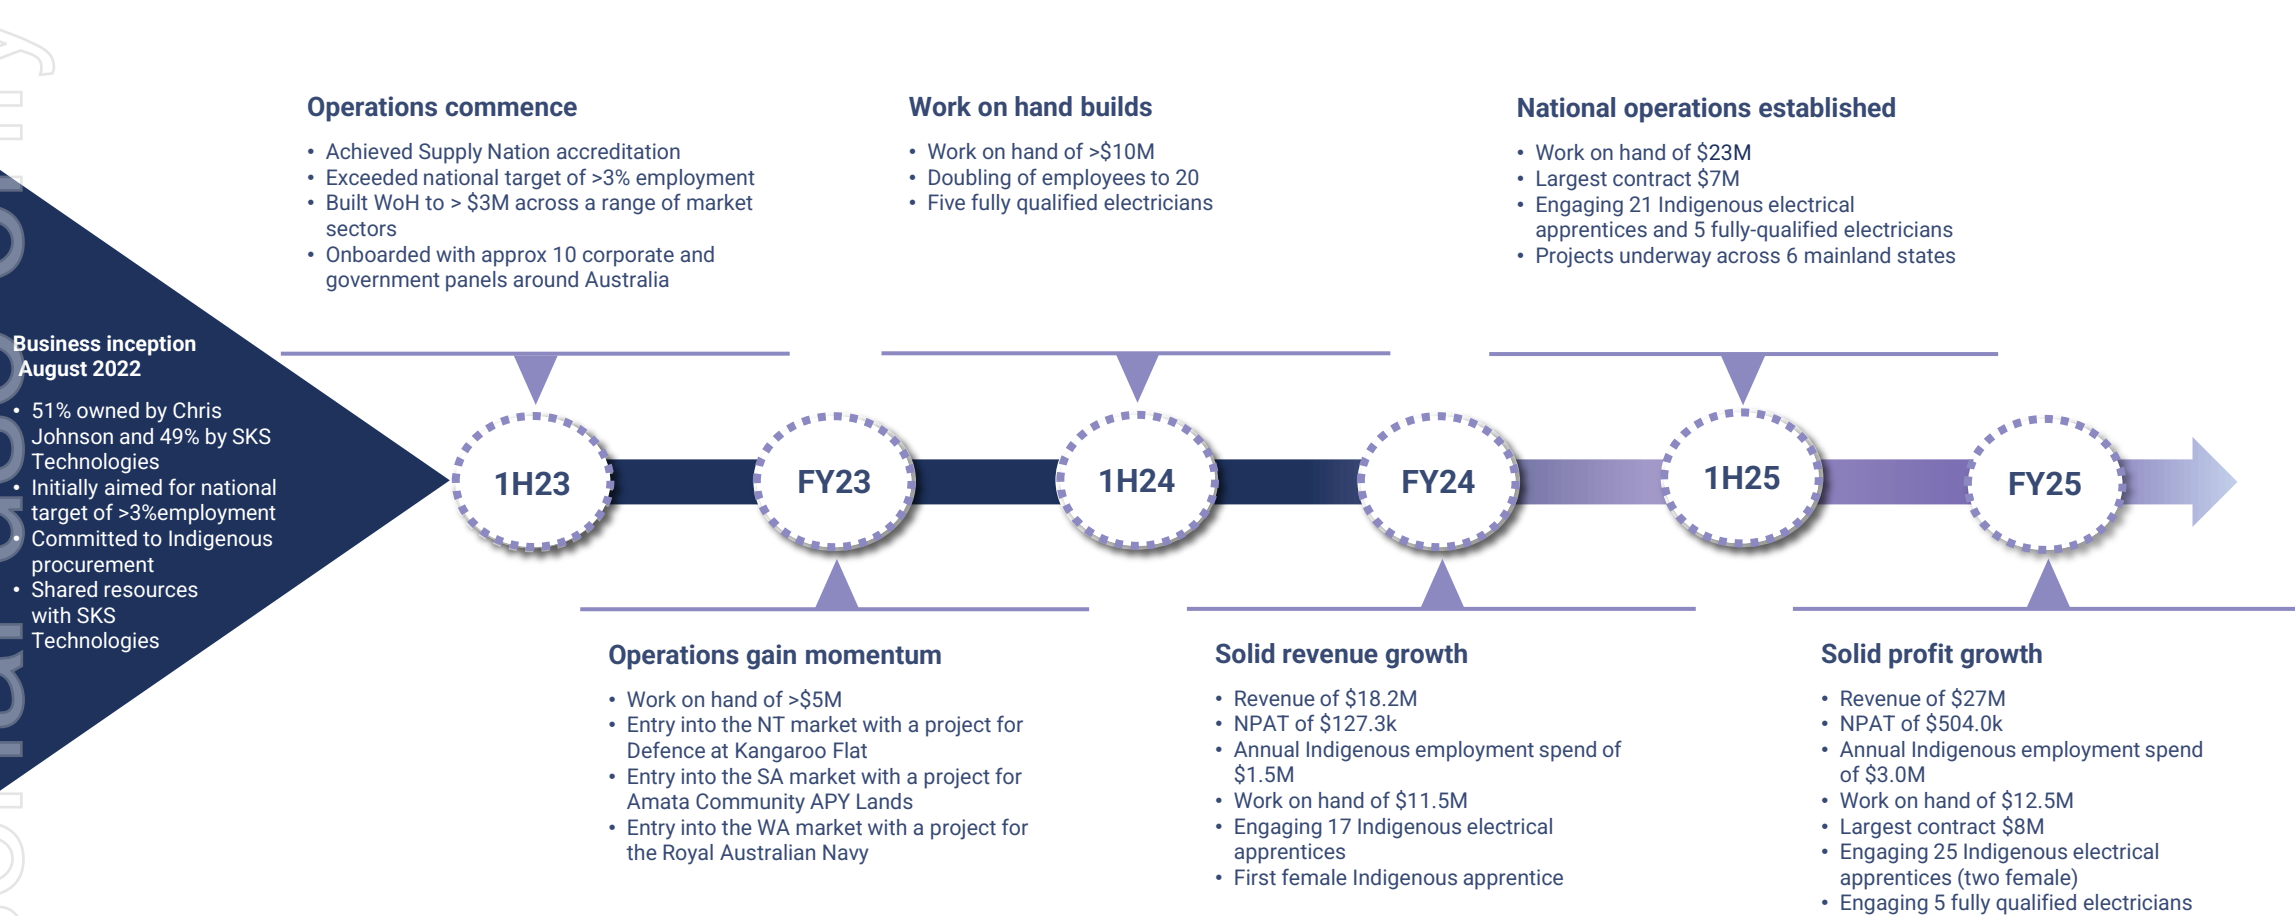 Business inception
August 2022
• 51% owned by Chris
Johnson and 49% by SKS
Technologies
• Initially aimed for national
target of >3%employment
• Committed to Indigenous
procurement
• Shared resources
with SKS
Technologies
Operations commence
• Achieved Supply Nation accreditation
• Exceeded national target of >3% employment
• Built WoH to > $3M across a range of market
sectors
• Onboarded with approx 10 corporate and
government panels around Australia
Work on hand builds
• Work on hand of >$10M
• Doubling of employees to 20
• Five fully qualified electricians
National operations established
• Work on hand of $23M
• Largest contract $7M
• Engaging 21 Indigenous electrical
apprentices and 5 fully-qualified electricians
• Projects underway across 6 mainland states
1H23
FY23
1H24
FY24
1H25
FY25
Operations gain momentum
• Work on hand of >$5M
• Entry into the NT market with a project for
Defence at Kangaroo Flat
• Entry into the SA market with a project for
Amata Community APY Lands
• Entry into the WA market with a project for
the Royal Australian Navy
Solid revenue growth
• Revenue of $18.2M
• NPAT of $127.3k
• Annual Indigenous employment spend of
$1.5M
• Work on hand of $11.5M
• Engaging 17 Indigenous electrical
apprentices
• First female Indigenous apprentice
Solid profit growth
• Revenue of $27M
• NPAT of $504.0k
• Annual Indigenous employment spend
of $3.0M
• Work on hand of $12.5M
• Largest contract $8M
• Engaging 25 Indigenous electrical
apprentices (two female)
• Engaging 5 fully qualified electricians